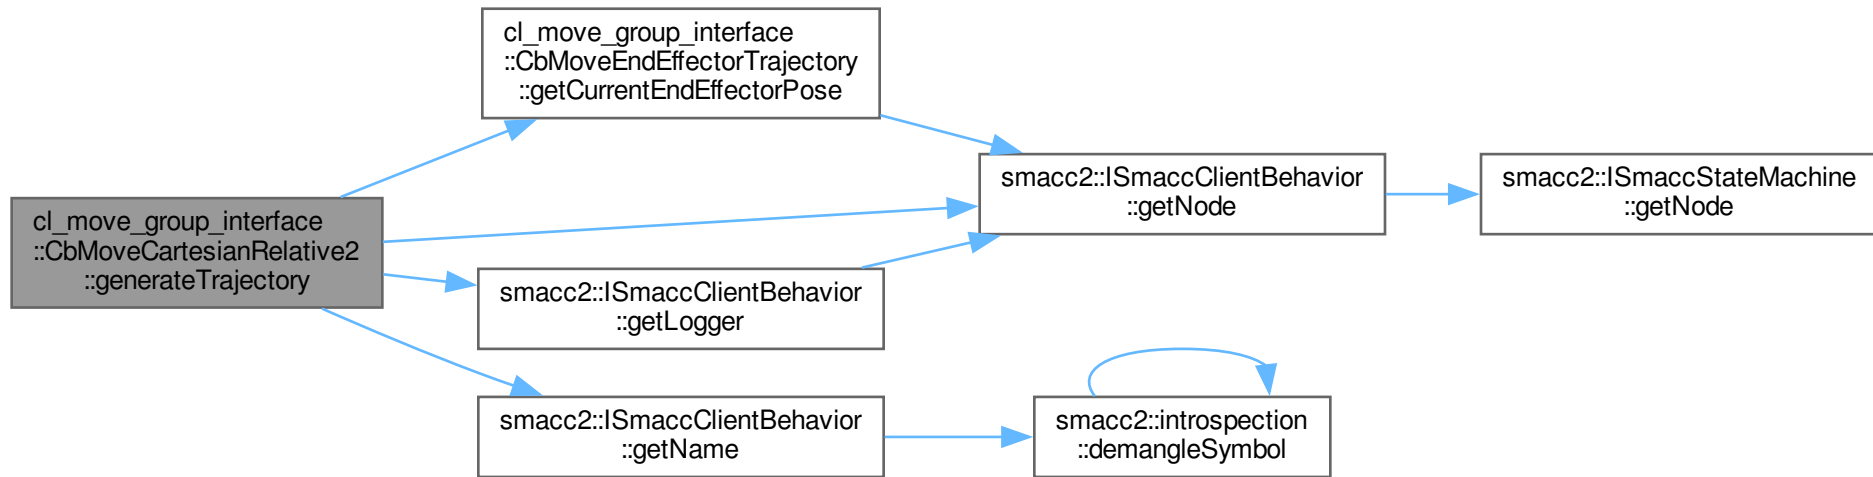 cl_move_group_interface
::CbMoveCartesianRelative2
::generateTrajectory
cl_move_group_interface
::CbMoveEndEffectorTrajectory
::getCurrentEndEffectorPose
smacc2::ISmaccClientBehavior
::getNode
smacc2::ISmaccStateMachine
::getNode
smacc2::ISmaccClientBehavior
::getLogger
smacc2::ISmaccClientBehavior
::getName
smacc2::introspection
::demangleSymbol